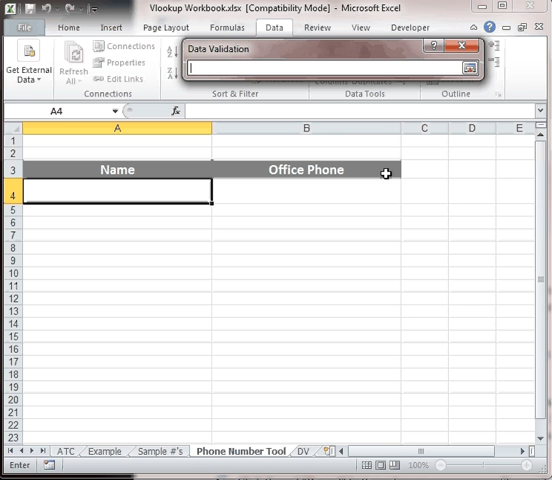 Vlookup Workbook.xlsx [Compatibility Mode] - Microsoft Excel
File Home Insert Page Layout Formulas Data Review View Developer
Data Validation
Get External Data
Refresh All
Connections
Properties
Edit Links
Connections
Sort & Filter
Data Tools
Outline
A4 fx
A B C D E
1
2
3 Name Office Phone
4
5
6
7
8
9
10
11
12
13
14
15
16
17
18
19
20
21
22
23
ATC Example Sample #'s Phone Number Tool DV
Enter 100%